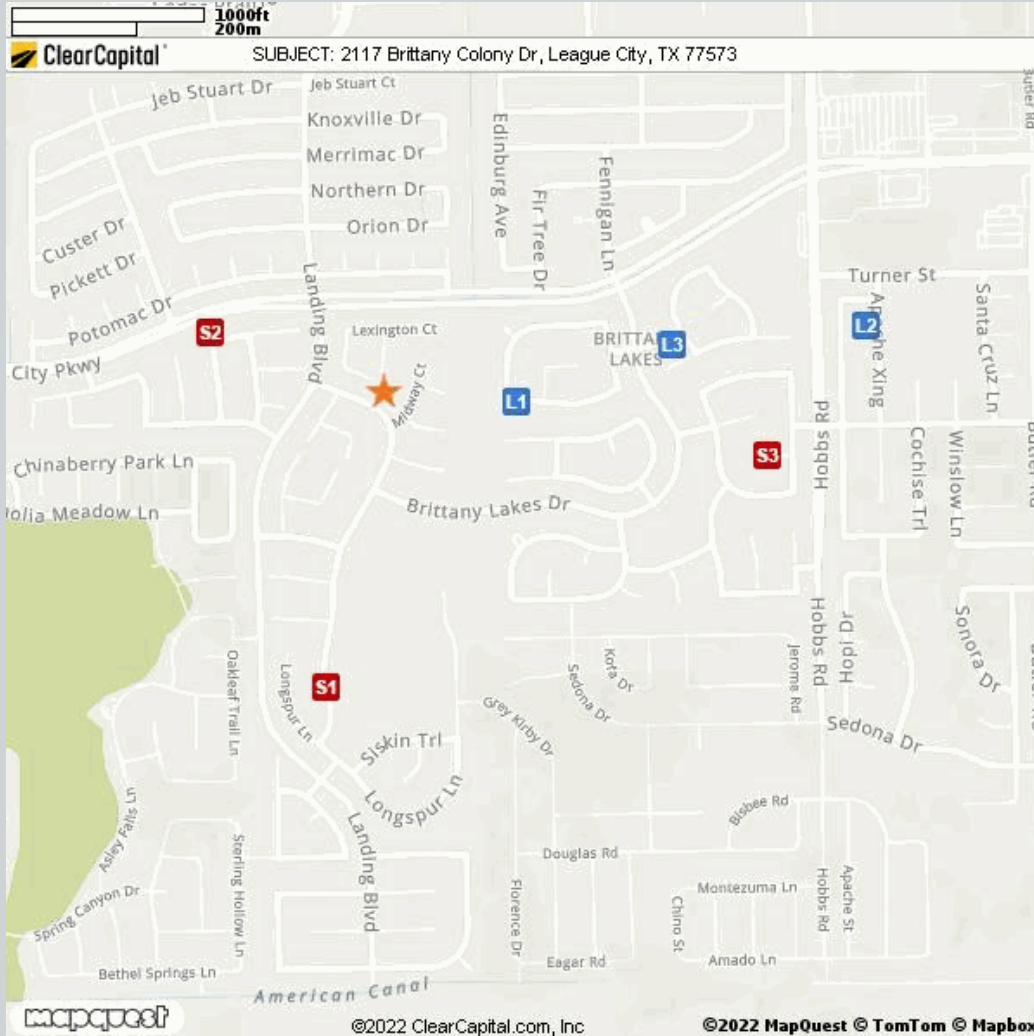 1000ft
200m
ClearCapital
SUBJECT: 2117 Brittany Colony Dr, League City, TX 77573
Jeb Stuart Dr
Jeb Stuart Ct
Knoxville Dr
Merrimac Dr
Northern Dr
Orion Dr
Edinburg Ave
Fir Tree Dr
Fennigan Ln
Custer Dr
Pickett Dr
Potomac Dr
City Pkwy
Landing Blvd
Lexington Ct
Midway Ct
Turner St
Santa Cruz Ln
S2
L2
L3
L1
S3
LAKES
Hobbs Rd
Cochise Trl
Winslow Ln
Chinaberry Park Ln
Meadow Ln
Brittany Lakes Dr
Hobbs Rd
Hopi Dr
Sonora Dr
Oakleaf Trail Ln
Longspur Ln
S1
Sedona Dr
Kota Dr
Jerome Rd
Grey Kirby Dr
Sedona Dr
Siskin Trl
Longspur Ln
Landing Blvd
Asley Falls Ln
Sterling Hollow Ln
Spring Canyon Dr
Bethel Springs Ln
Bisbee Rd
Douglas Rd
Florence Dr
Montezuma Ln
Chino St
Hobbs Rd
Apache St
Eagar Rd
Amado Ln
American Canal
mapquest
©2022 ClearCapital.com, Inc
©2022 MapQuest © TomTom © Mapbox